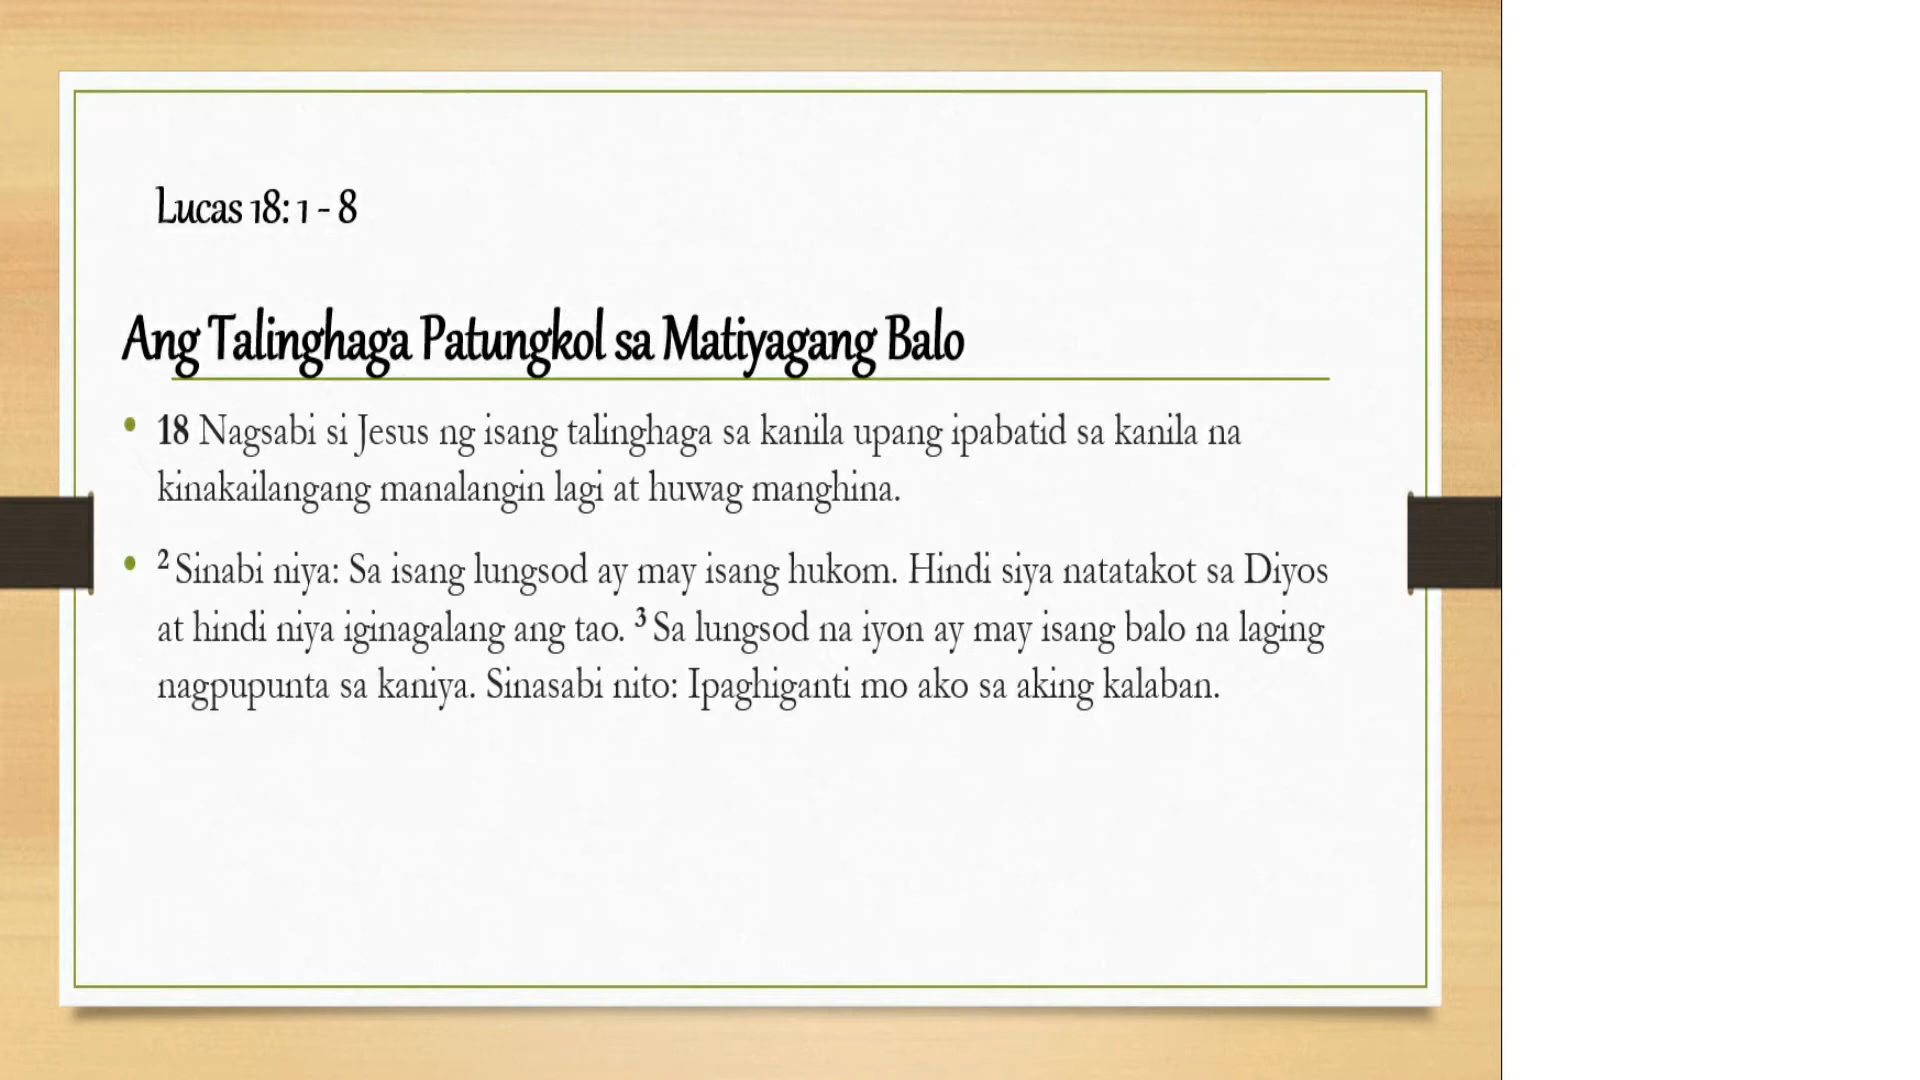 Lucas 18: 1 - 8
Ang Talinghaga Patungkol sa Matiyagang Balo
• 18 Nagsabi si Jesus ng isang talinghaga sa kanila upang ipabatid sa kanila na
kinakailangang manalangin lagi at huwag manghina.
• 2 Sinabi niya: Sa isang lungsod ay may isang hukom. Hindi siya natatakot sa Diyos
at hindi niya iginagalang ang tao. 3 Sa lungsod na iyon ay may isang balo na laging
nagpupunta sa kaniya. Sinasabi nito: Ipaghiganti mo ako sa aking kalaban.